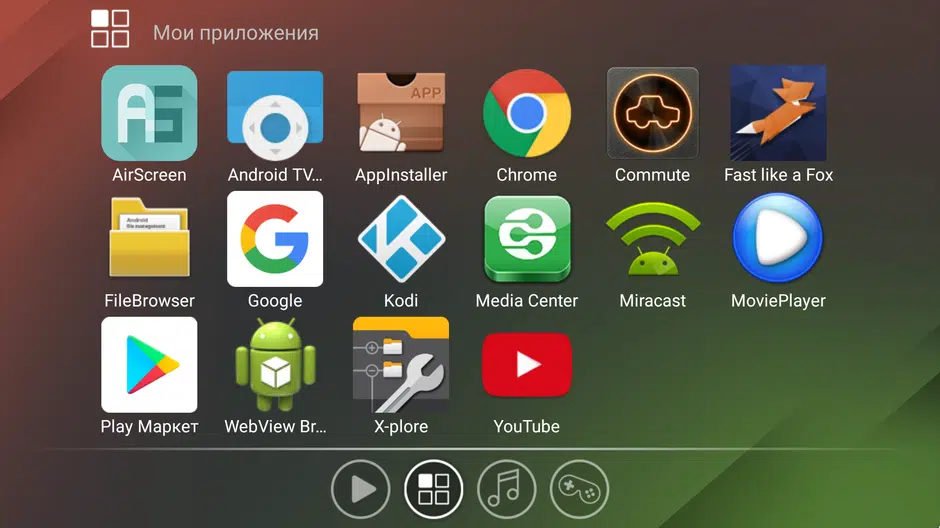 Мои приложения
APP
AirScreen
Android TV...
AppInstaller
Chrome
Commute
Fast like a Fox
Android
file management
FileBrowser
Google
Kodi
Media Center
Miracast
MoviePlayer
Play Маркет
WebView Br...
X-plore
YouTube